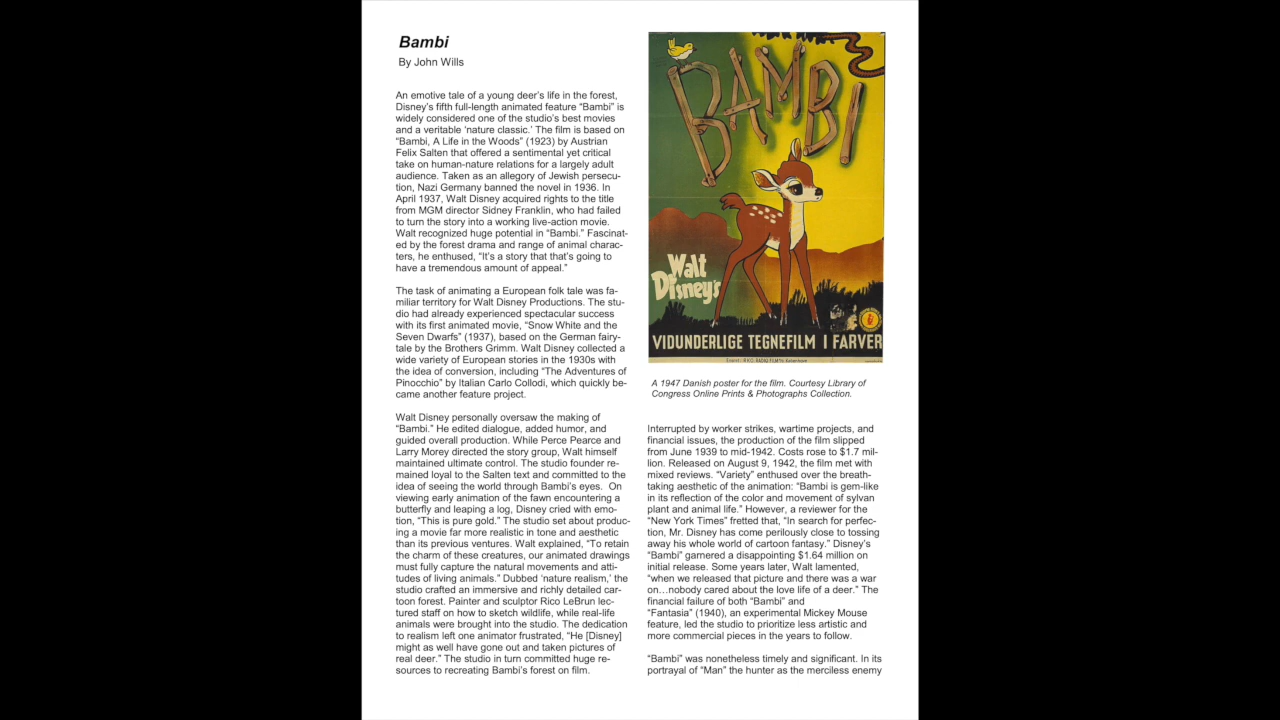 Bambi
By John Wills
An emotive tale of a young deer’s life in the forest,
Disney’s fifth full-length animated feature “Bambi” is
widely considered one of the studio’s best movies
and a veritable ‘nature classic.’ The film is based on
“Bambi, A Life in the Woods” (1923) by Austrian
Felix Salten that offered a sentimental yet critical
take on human-nature relations for a largely adult
audience. Taken as an allegory of Jewish persecu-
tion, Nazi Germany banned the novel in 1936. In
April 1937, Walt Disney acquired rights to the title
from MGM director Sidney Franklin, who had failed
to turn the story into a working live-action movie.
Walt recognized huge potential in “Bambi.” Fascinat-
ed by the forest drama and range of animal charac-
ters, he enthused, “It’s a story that that’s going to
have a tremendous amount of appeal.”
The task of animating a European folk tale was fa-
miliar territory for Walt Disney Productions. The stu-
dio had already experienced spectacular success
with its first animated movie, “Snow White and the
Seven Dwarfs” (1937), based on the German fairy-
tale by the Brothers Grimm. Walt Disney collected a
wide variety of European stories in the 1930s with
the idea of conversion, including “The Adventures of
Pinocchio” by Italian Carlo Collodi, which quickly be-
came another feature project.
Walt Disney personally oversaw the making of
“Bambi.” He edited dialogue, added humor, and
guided overall production. While Perce Pearce and
Larry Morey directed the story group, Walt himself
maintained ultimate control. The studio founder re-
mained loyal to the Salten text and committed to the
idea of seeing the world through Bambi’s eyes.  On
viewing early animation of the fawn encountering a
butterfly and leaping a log, Disney cried with emo-
tion, “This is pure gold.” The studio set about produc-
ing a movie far more realistic in tone and aesthetic
than its previous ventures. Walt explained, “To retain
the charm of these creatures, our animated drawings
must fully capture the natural movements and atti-
tudes of living animals.” Dubbed ‘nature realism,’ the
studio crafted an immersive and richly detailed car-
toon forest. Painter and sculptor Rico LeBrun lec-
tured staff on how to sketch wildlife, while real-life
animals were brought into the studio. The dedication
to realism left one animator frustrated, “He [Disney]
might as well have gone out and taken pictures of
real deer.” The studio in turn committed huge re-
sources to recreating Bambi’s forest on film.
BAMBI
Walt
Disney's
VIDUNDERLIGE TEGNEFILM I FARVER
A 1947 Danish poster for the film. Courtesy Library of
Congress Online Prints & Photographs Collection.
Interrupted by worker strikes, wartime projects, and
financial issues, the production of the film slipped
from June 1939 to mid-1942. Costs rose to $1.7 mil-
lion. Released on August 9, 1942, the film met with
mixed reviews. “Variety” enthused over the breath-
taking aesthetic of the animation: “Bambi is gem-like
in its reflection of the color and movement of sylvan
plant and animal life.” However, a reviewer for the
“New York Times” fretted that, “In search for perfec-
tion, Mr. Disney has come perilously close to tossing
away his whole world of cartoon fantasy.” Disney’s
“Bambi” garnered a disappointing $1.64 million on
initial release. Some years later, Walt lamented,
“when we released that picture and there was a war
on…nobody cared about the love life of a deer.” The
financial failure of both “Bambi” and
“Fantasia” (1940), an experimental Mickey Mouse
feature, led the studio to prioritize less artistic and
more commercial pieces in the years to follow.
“Bambi” was nonetheless timely and significant. In its
portrayal of “Man” the hunter as the merciless enemy